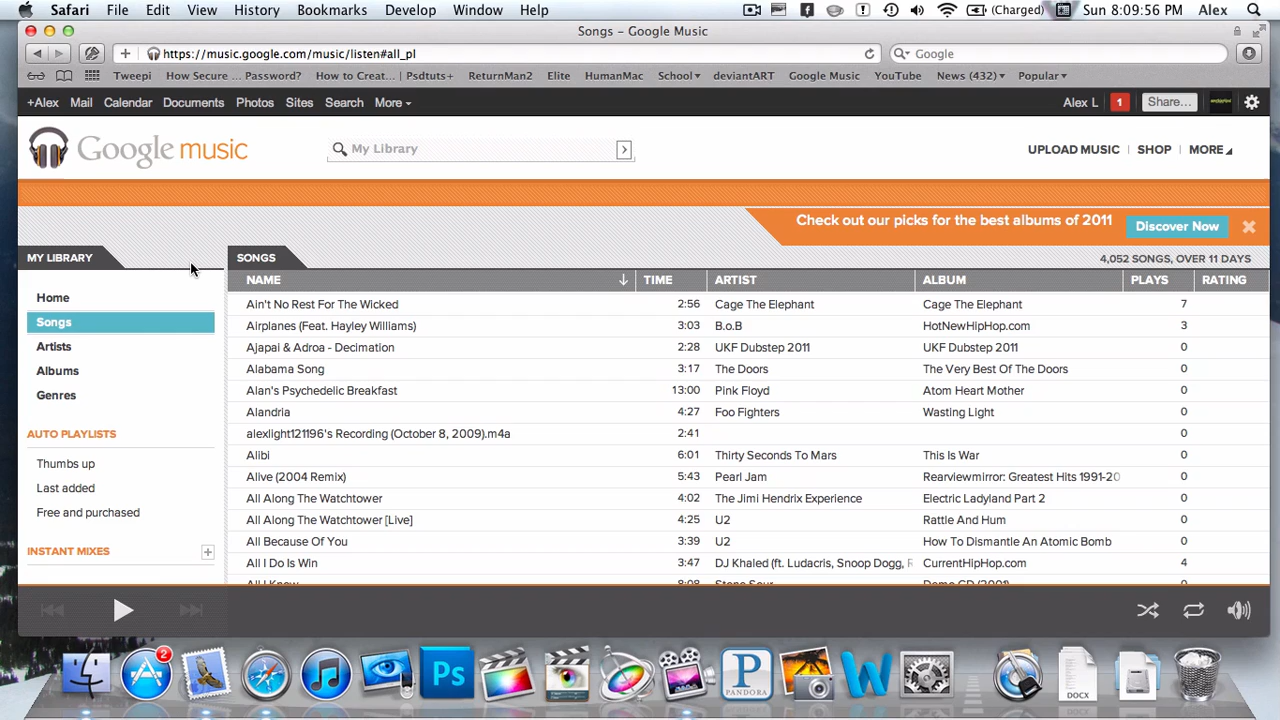 Safari File Edit View History Bookmarks Develop Window Help (Charged) Sun 8:09:56 PM Alex
Songs – Google Music
https://music.google.com/music/listen#all_pl Google
Tweepi How Secure ... Password? How to Creat... | Psdtuts+ ReturnMan2 Elite HumanMac School deviantART Google Music YouTube News (432) Popular
+Alex Mail Calendar Documents Photos Sites Search More Alex L 1 Share...
Google music My Library UPLOAD MUSIC SHOP MORE
Check out our picks for the best albums of 2011 Discover Now
MY LIBRARY SONGS 4,052 SONGS, OVER 11 DAYS
NAME TIME ARTIST ALBUM PLAYS RATING
Home
Songs
Artists
Albums
Genres
AUTO PLAYLISTS
Thumbs up
Last added
Free and purchased
INSTANT MIXES
Ain't No Rest For The Wicked 2:56 Cage The Elephant Cage The Elephant 7
Airplanes (Feat. Hayley Williams) 3:03 B.o.B HotNewHipHop.com 3
Ajapai & Adroa - Decimation 2:28 UKF Dubstep 2011 UKF Dubstep 2011 0
Alabama Song 3:17 The Doors The Very Best Of The Doors 0
Alan's Psychedelic Breakfast 13:00 Pink Floyd Atom Heart Mother 0
Alandria 4:27 Foo Fighters Wasting Light 0
alexlight121196's Recording (October 8, 2009).m4a 2:41 0
Alibi 6:01 Thirty Seconds To Mars This Is War 0
Alive (2004 Remix) 5:43 Pearl Jam Rearviewmirror: Greatest Hits 1991-20 0
All Along The Watchtower 4:02 The Jimi Hendrix Experience Electric Ladyland Part 2 0
All Along The Watchtower [Live] 4:25 U2 Rattle And Hum 0
All Because Of You 3:39 U2 How To Dismantle An Atomic Bomb 0
All I Do Is Win 3:47 DJ Khaled (ft. Ludacris, Snoop Dogg, CurrentHipHop.com 4
All I Know 8:08 Stone Sour Demo CD (2001)
2
Ps
PANDORA
DOCX